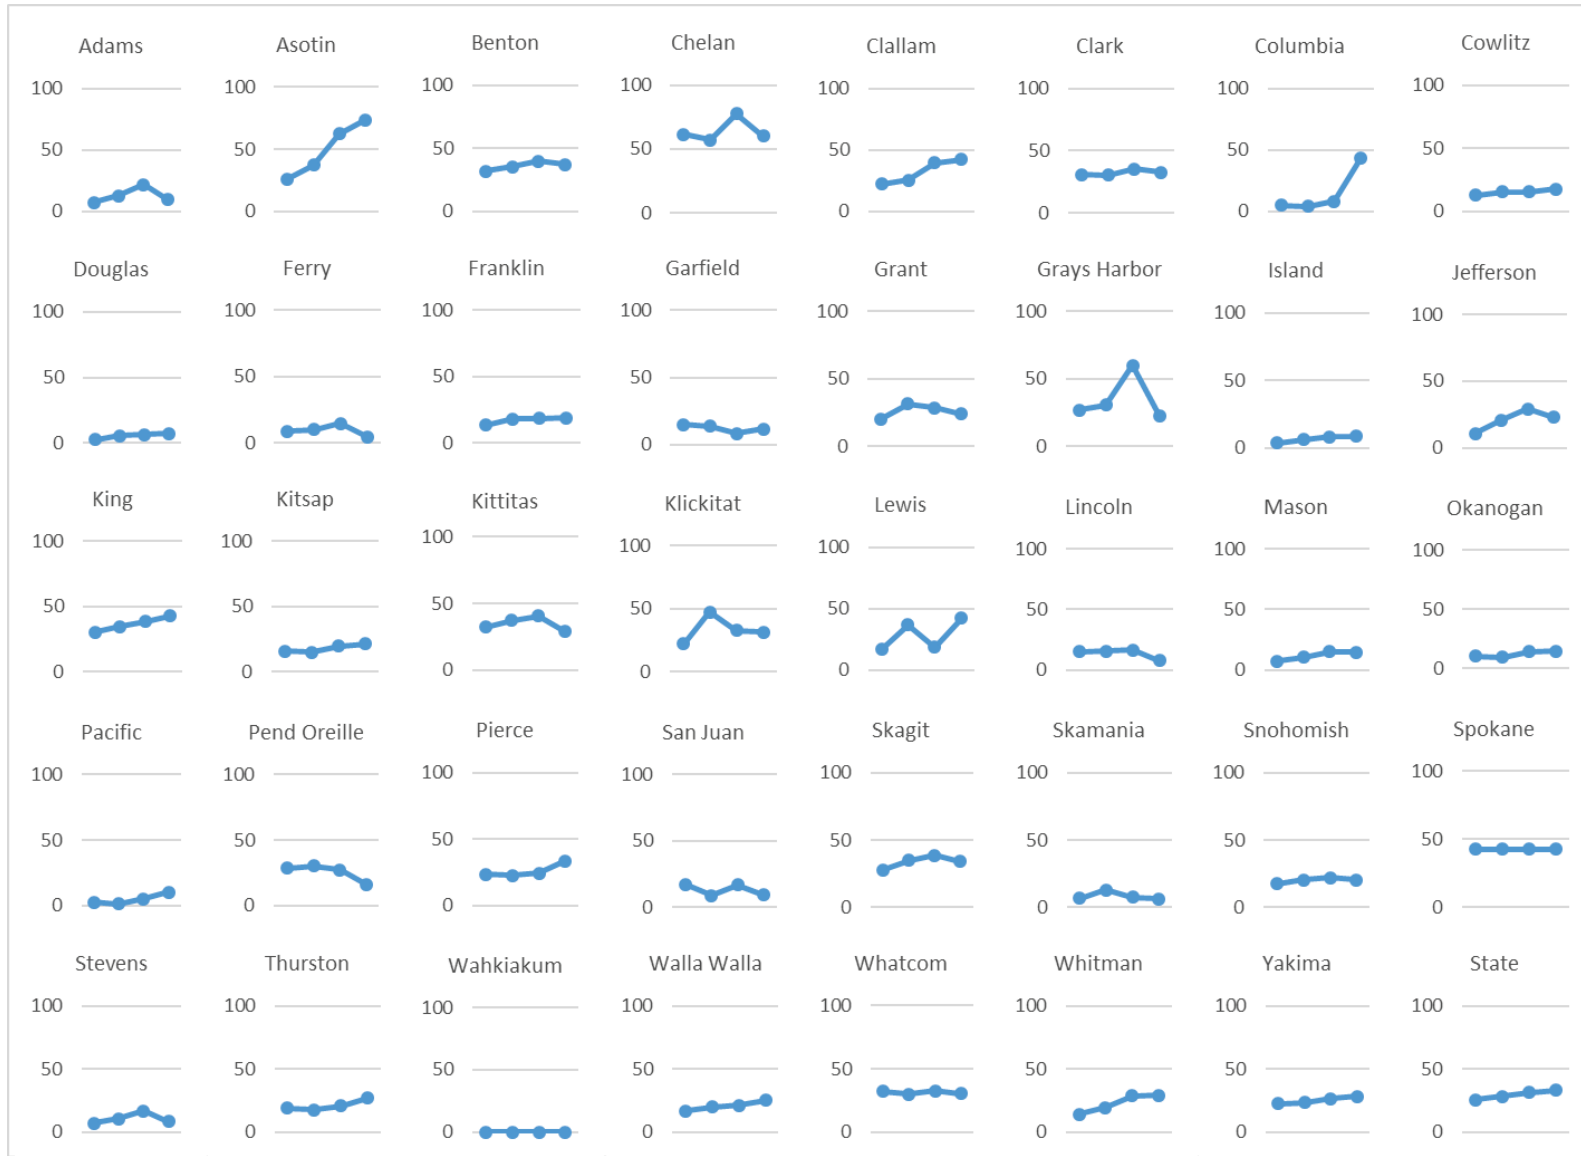 Adams Asotin Benton Chelan Clallam Clark Columbia Cowlitz
100 100 100 100 100 100 100 100
50 50 50 50 50 50 50 50
0 0 0 0 0 0 0 0
Douglas Ferry Franklin Garfield Grant Grays Harbor Island Jefferson
100 100 100 100 100 100 100 100
50 50 50 50 50 50 50 50
0 0 0 0 0 0 0 0
King Kitsap Kittitas Klickitat Lewis Lincoln Mason Okanogan
100 100 100 100 100 100 100 100
50 50 50 50 50 50 50 50
0 0 0 0 0 0 0 0
Pacific Pend Oreille Pierce San Juan Skagit Skamania Snohomish Spokane
100 100 100 100 100 100 100 100
50 50 50 50 50 50 50 50
0 0 0 0 0 0 0 0
Stevens Thurston Wahkiakum Walla Walla Whatcom Whitman Yakima State
100 100 100 100 100 100 100 100
50 50 50 50 50 50 50 50
0 0 0 0 0 0 0 0